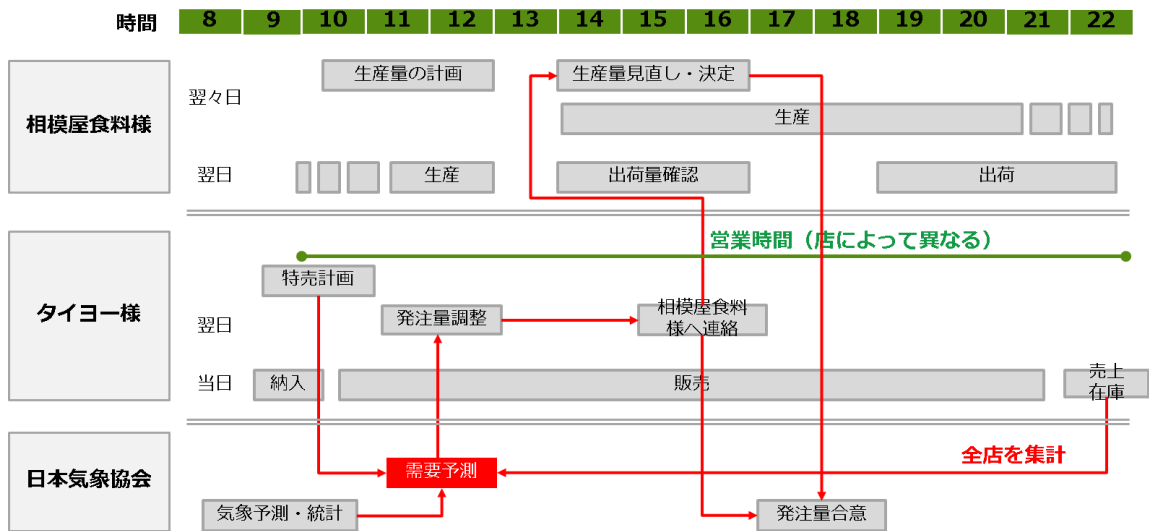 時間 8 9 10 11 12 13 14 15 16 17 18 19 20 21 22
相模屋食料様
翌々日
生産量の計画
生産量見直し・決定
生産
翌日
生産
出荷量確認
出荷
営業時間（店によって異なる）
タイヨー様
特売計画
翌日
発注量調整
相模屋食料
様へ連絡
当日
納入
販売
売上
在庫
日本気象協会
需要予測
全店を集計
気象予測・統計
発注量合意